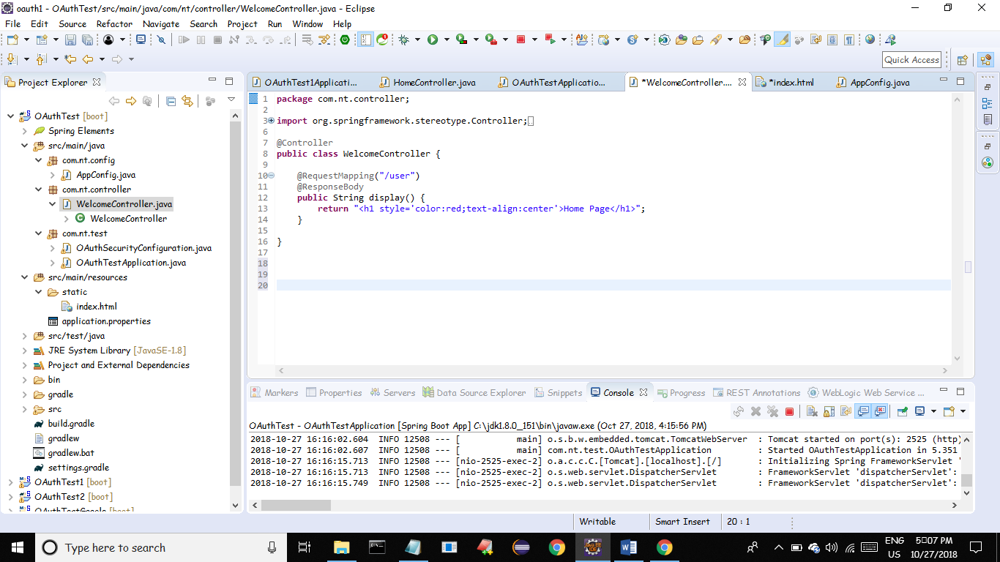 oauth1 - OAuthTest/src/main/java/com/nt/controller/WelcomeController.java - Eclipse
File Edit Source Refactor Navigate Search Project Run Window Help
Quick Access
Project Explorer
OAuthTest [boot]
Spring Elements
src/main/java
com.nt.config
AppConfig.java
com.nt.controller
WelcomeController.java
WelcomeController
com.nt.test
OAuthSecurityConfiguration.java
OAuthTestApplication.java
src/main/resources
static
index.html
application.properties
src/test/java
JRE System Library [JavaSE-1.8]
Project and External Dependencies
bin
gradle
src
build.gradle
gradlew
gradlew.bat
settings.gradle
OAuthTest1 [boot]
OAuthTest2 [boot]
OAuthTestGoogle [boot]
OAuthTest1Applicati... HomeController.java OAuthTestApplicatio... *WelcomeController.... *index.html AppConfig.java
1 package com.nt.controller;
2
3 import org.springframework.stereotype.Controller;
6
7 @Controller
8 public class WelcomeController {
9
10 @RequestMapping("/user")
11 @ResponseBody
12 public String display() {
13 return "<h1 style='color:red;text-align:center'>Home Page</h1>";
14 }
15
16 }
17
18
19
20
Markers Properties Servers Data Source Explorer Snippets Console Progress REST Annotations WebLogic Web Service ...
OAuthTest - OAuthTestApplication [Spring Boot App] C:\jdk1.8.0_151\bin\javaw.exe (Oct 27, 2018, 4:15:56 PM)
2018-10-27 16:16:02.604 INFO 12508 --- [ main] o.s.b.w.embedded.tomcat.TomcatWebServer : Tomcat started on port(s): 2525 (http)
2018-10-27 16:16:02.607 INFO 12508 --- [ main] com.nt.test.OAuthTestApplication : Started OAuthTestApplication in 5.351
2018-10-27 16:16:15.713 INFO 12508 --- [nio-2525-exec-2] o.a.c.c.C.[Tomcat].[localhost].[/] : Initializing Spring FrameworkServlet '
2018-10-27 16:16:15.713 INFO 12508 --- [nio-2525-exec-2] o.s.web.servlet.DispatcherServlet : FrameworkServlet 'dispatcherServlet':
2018-10-27 16:16:15.749 INFO 12508 --- [nio-2525-exec-2] o.s.web.servlet.DispatcherServlet : FrameworkServlet 'dispatcherServlet':
Writable Smart Insert 20 : 1
Type here to search
ENG
US
5▯07 PM
10/27/2018